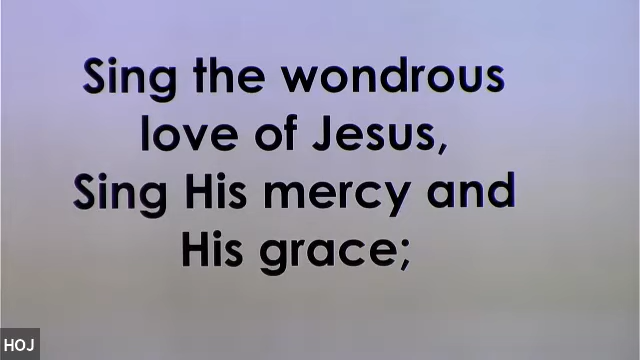 Sing the wondrous
love of Jesus,
Sing His mercy and
His grace;
HOJ